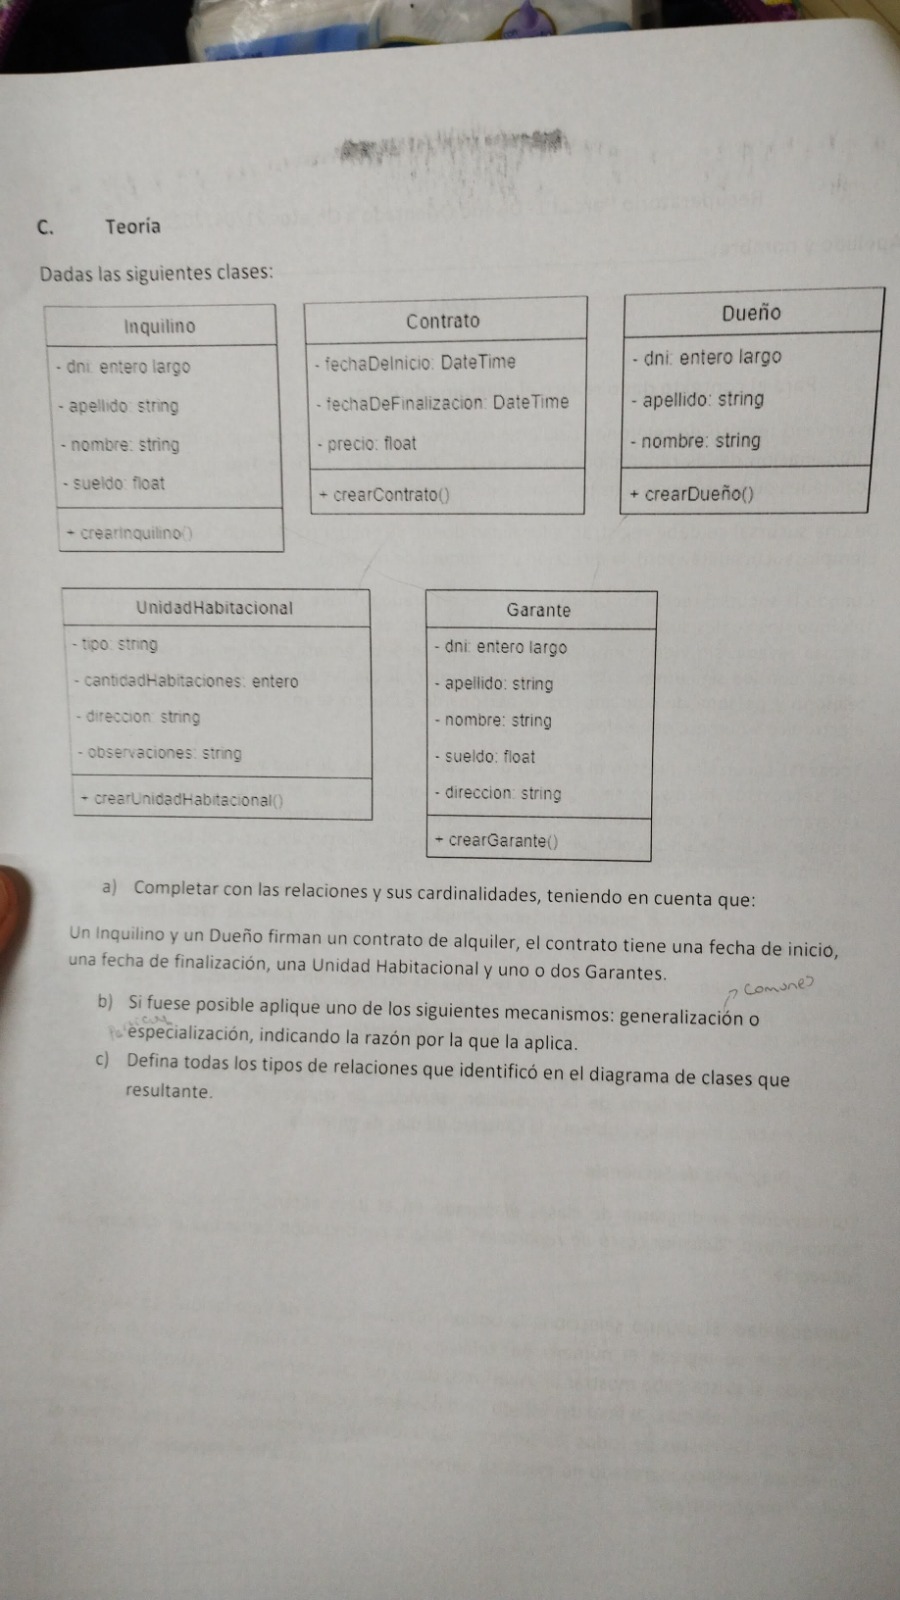 C. Teoría
Dadas las siguientes clases:
Inquilino
- dni: entero largo
- apellido: string
- nombre: string
- sueldo: float
+ crearInquilino()
Contrato
- fechaDeInicio: DateTime
- fechaDeFinalizacion: DateTime
- precio: float
+ crearContrato()
Dueño
- dni: entero largo
- apellido: string
- nombre: string
+ crearDueño()
UnidadHabitacional
- tipo: string
- cantidadHabitaciones: entero
- direccion: string
- observaciones: string
+ crearUnidadHabitacional()
Garante
- dni: entero largo
- apellido: string
- nombre: string
- sueldo: float
- direccion: string
+ crearGarante()
a) Completar con las relaciones y sus cardinalidades, teniendo en cuenta que:
Un Inquilino y un Dueño firman un contrato de alquiler, el contrato tiene una fecha de inicio,
una fecha de finalización, una Unidad Habitacional y uno o dos Garantes.
comunes
b) Si fuese posible aplique uno de los siguientes mecanismos: generalización o
especialización, indicando la razón por la que la aplica.
c) Defina todas los tipos de relaciones que identificó en el diagrama de clases que
resultante.